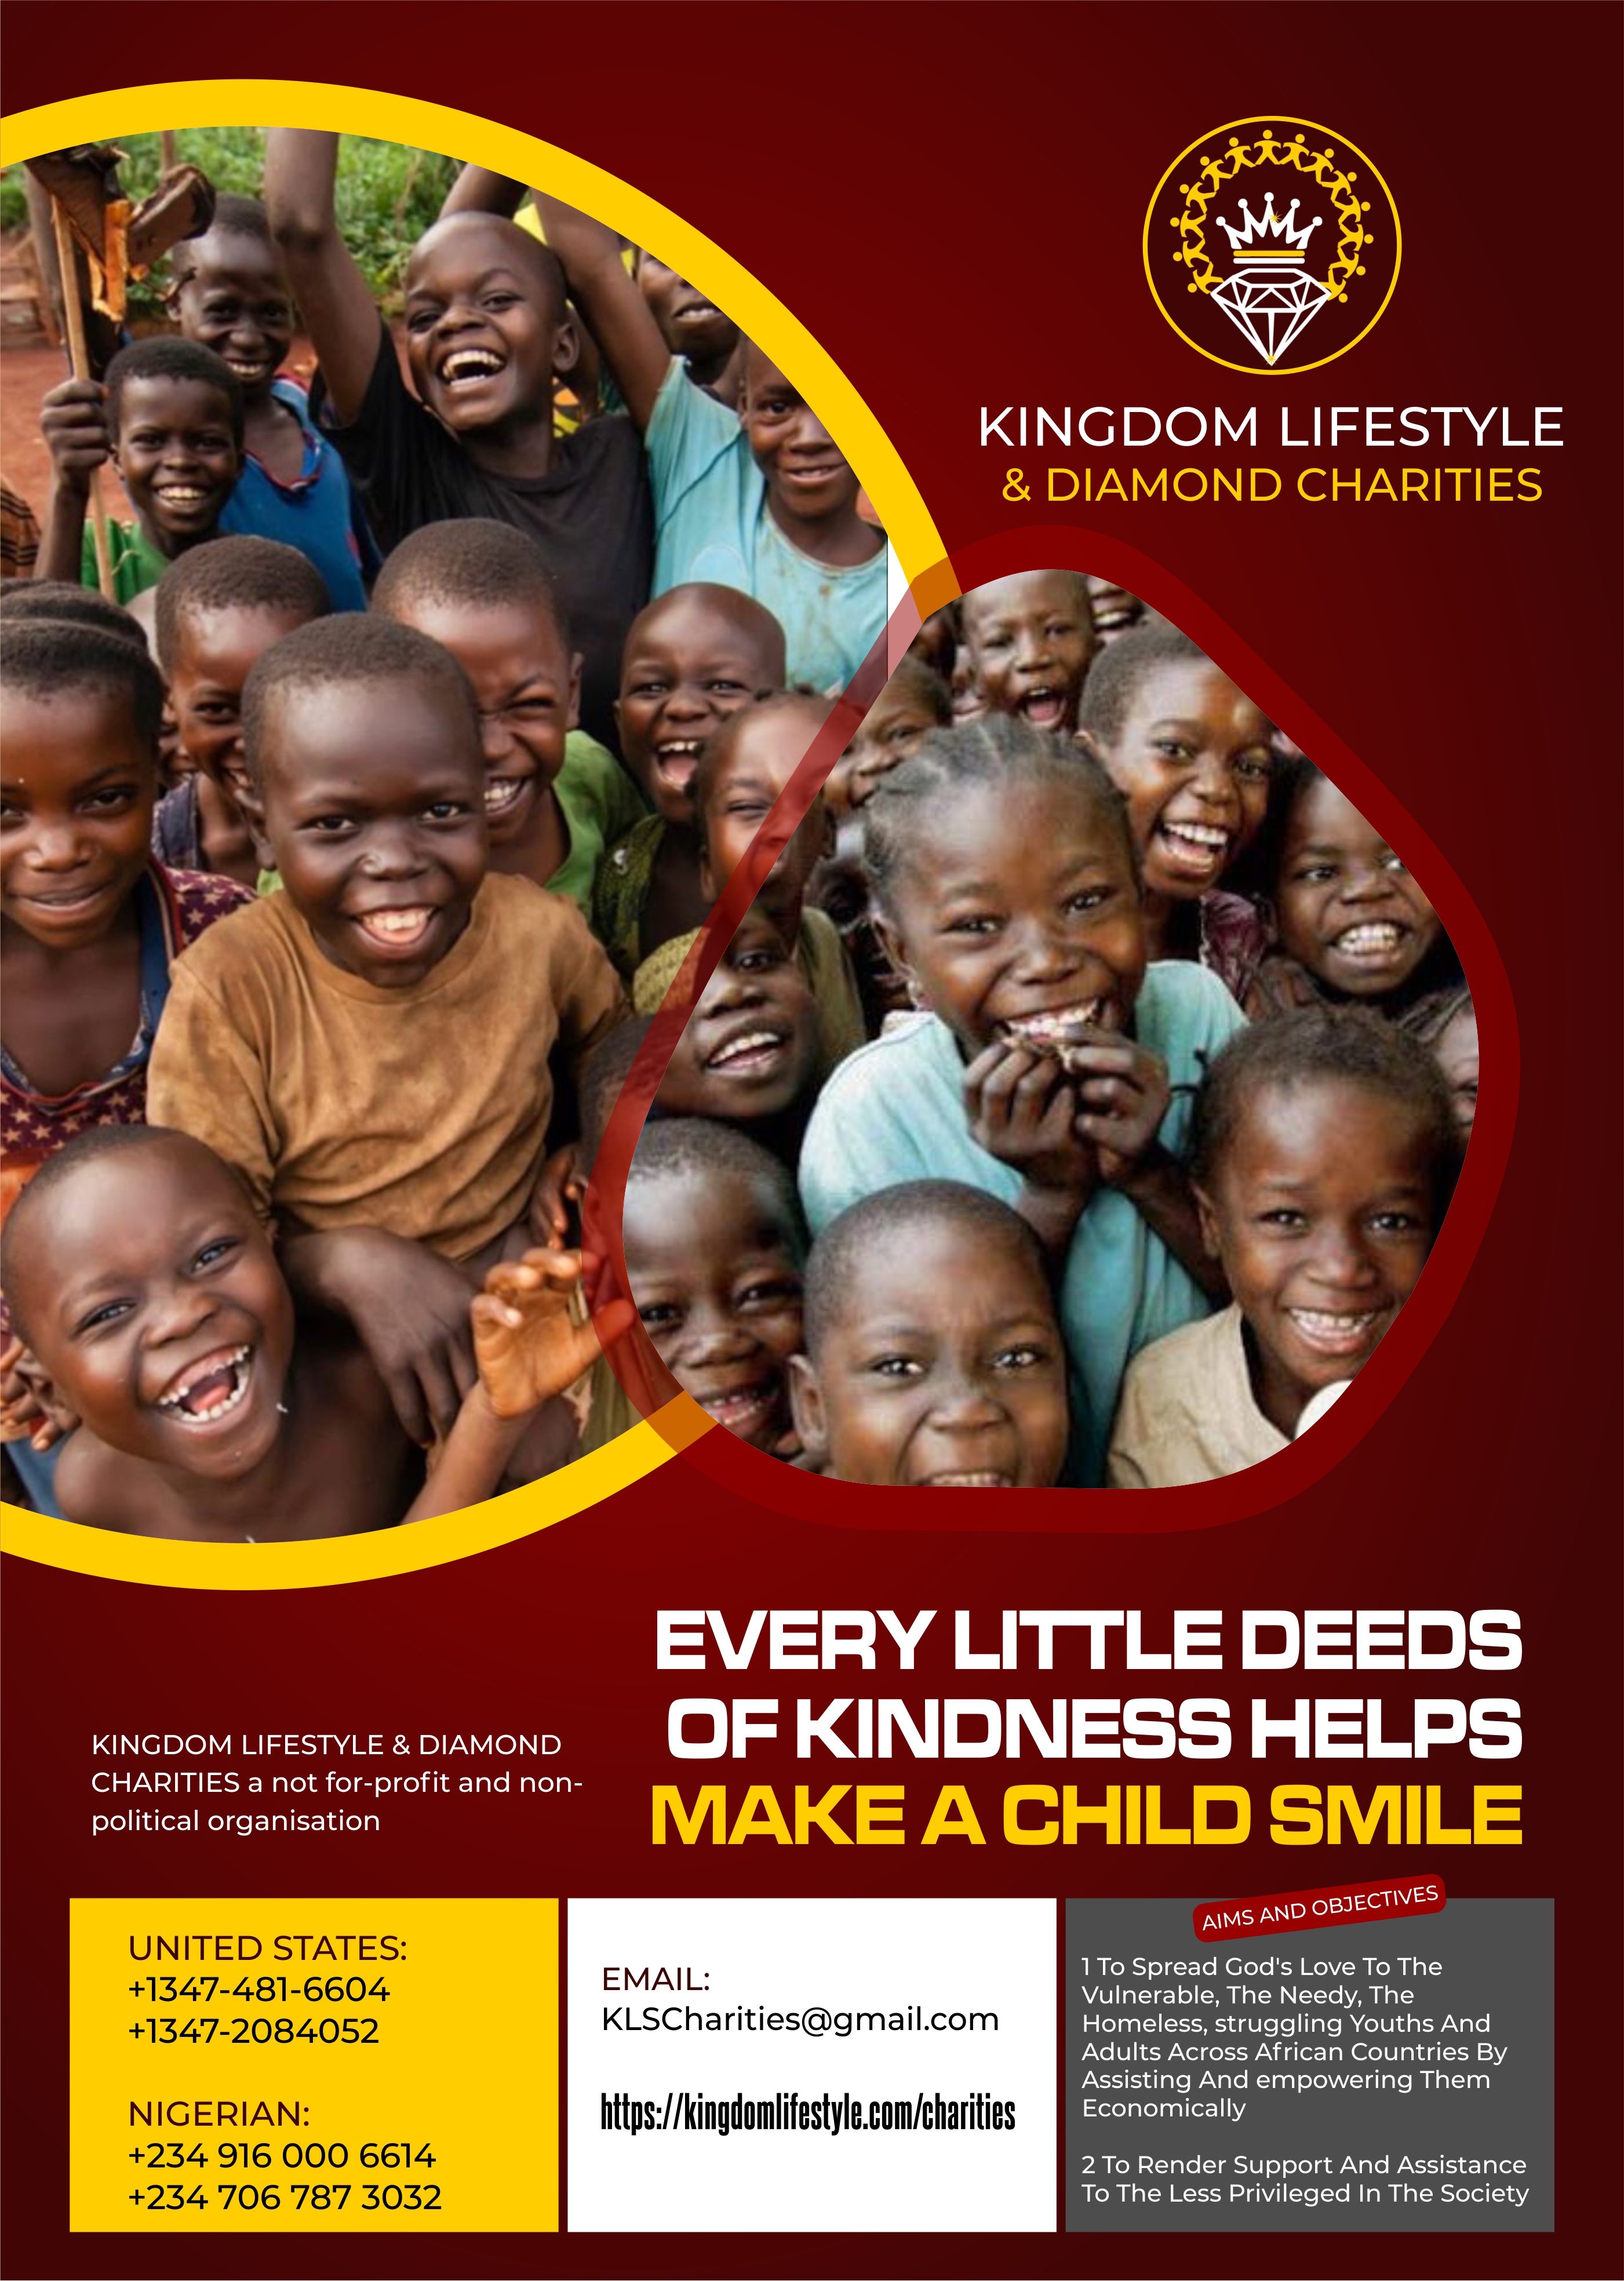 KINGDOM LIFESTYLE
& DIAMOND CHARITIES
EVERY LITTLE DEEDS
OF KINDNESS HELPS
MAKE A CHILD SMILE
KINGDOM LIFESTYLE & DIAMOND
CHARITIES a not for-profit and non-
political organisation
UNITED STATES:
+1347-481-6604
+1347-2084052
NIGERIAN:
+234 916 000 6614
+234 706 787 3032
EMAIL:
KLSCharities@gmail.com
https://kingdomlifestyle.com/charities
AIMS AND OBJECTIVES
1 To Spread God's Love To The
Vulnerable, The Needy, The
Homeless, struggling Youths And
Adults Across African Countries By
Assisting And empowering Them
Economically
2 To Render Support And Assistance
To The Less Privileged In The Society